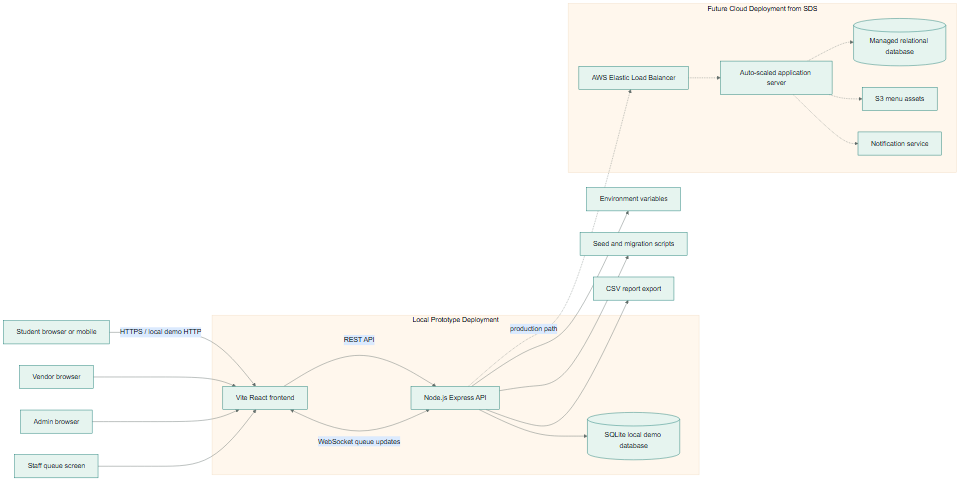 Future Cloud Deployment from SDS
Managed relational
database
AWS Elastic Load Balancer
Auto-scaled application
server
S3 menu assets
Notification service
Environment variables
Seed and migration scripts
CSV report export
Local Prototype Deployment
Student browser or mobile
HTTPS / local demo HTTP
production path
REST API
Vendor browser
Vite React frontend
Node.js Express API
Admin browser
WebSocket queue updates
SQLite local demo
database
Staff queue screen